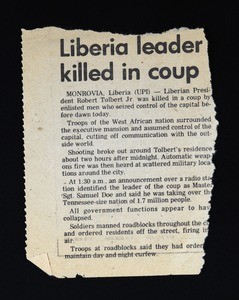 Liberia leader
killed in coup
MONROVIA, Liberia (UPI) — Liberian Presi-
dent Robert Tolbert Jr. was killed in a coup by
enlisted men who seized control of the capital be-
fore dawn today.
Troops of the West African nation surrounded
the executive mansion and assumed control of the
capital, cutting off communication with the out-
side world.
Shooting broke out around Tolbert's residence
about two hours after midnight. Automatic weap-
ons fire was then heard at scattered military loca-
tions around the city.
At 1:30 a.m., an announcement over a radio sta-
tion identified the leader of the coup as Master
Sgt. Samuel Doe and said he was taking over the
Tennessee-size nation of 1.7 million people.
All government functions appear to have
collapsed.
Soldiers manned roadblocks throughout the ci
and ordered residents off the street, firing i
air.
Troops at roadblocks said they had order
maintain day and night curfew.